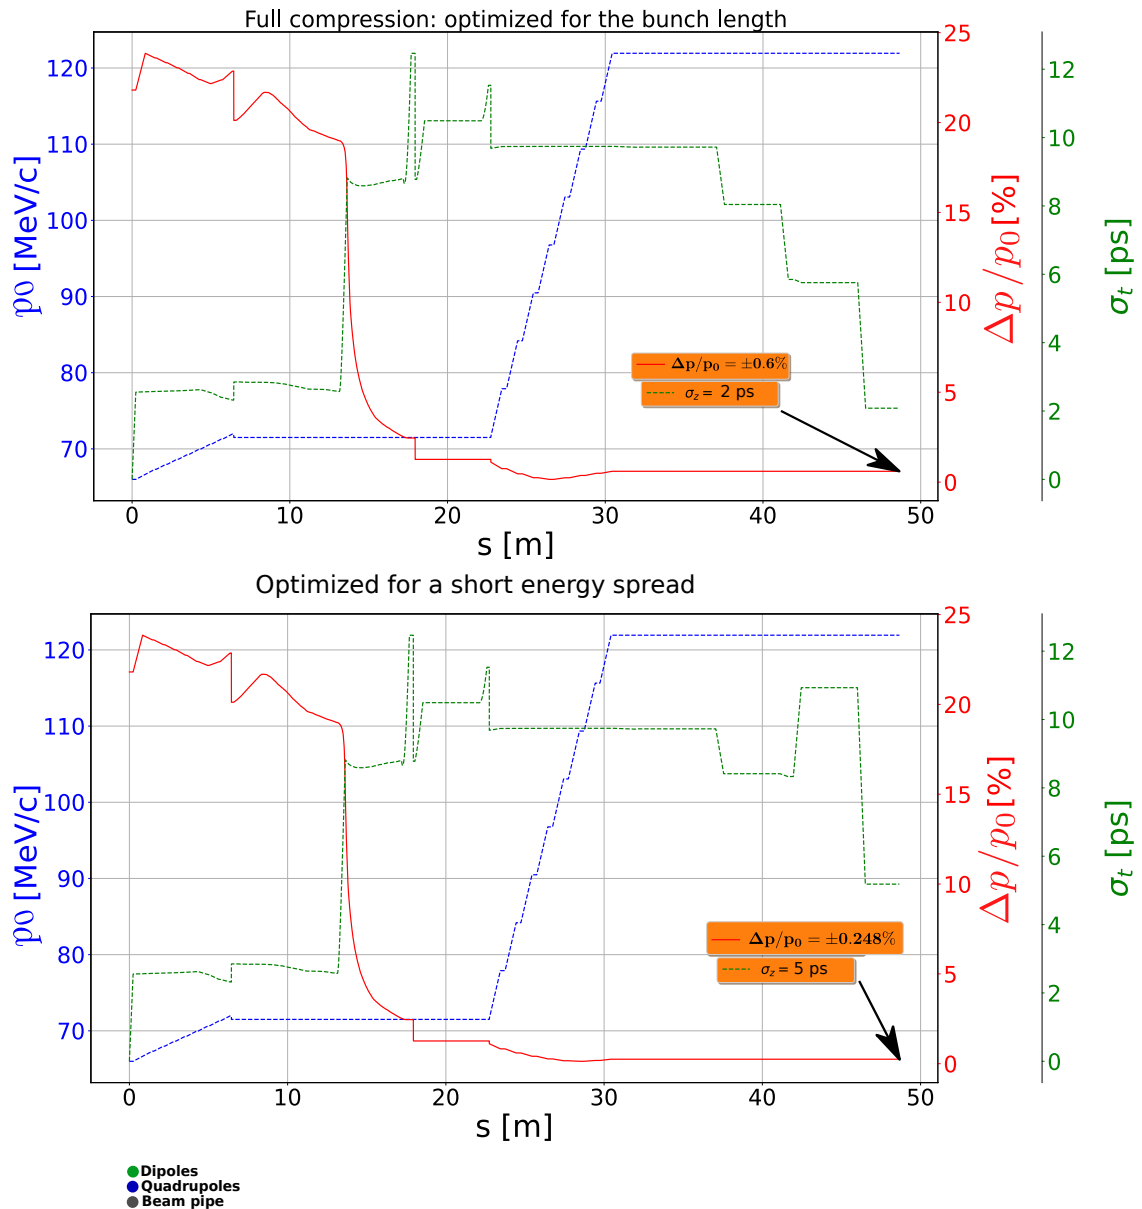 Full compression: optimized for the bunch length
120
110
100
90
80
70
p0 [MeV/c]
25
20
15
10
5
0
Δp/p0[%]
12
10
8
6
4
2
0
σt [ps]
Δp/p₀ = ±0.6%
σz = 2 ps
0 10 20 30 40 50
s [m]
Optimized for a short energy spread
120
110
100
90
80
70
p0 [MeV/c]
25
20
15
10
5
0
Δp/p0[%]
12
10
8
6
4
2
0
σt [ps]
Δp/p₀ = ±0.248%
σz = 5 ps
0 10 20 30 40 50
s [m]
Dipoles
Quadrupoles
Beam pipe